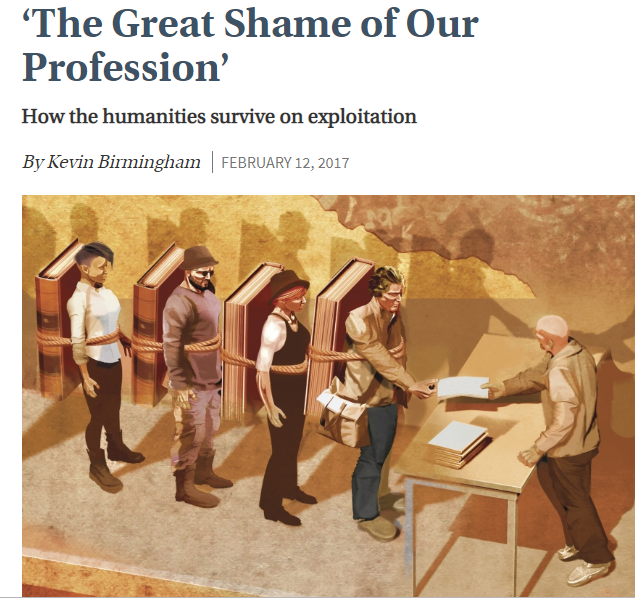 ‘The Great Shame of Our
Profession’
How the humanities survive on exploitation
By Kevin Birmingham | FEBRUARY 12, 2017